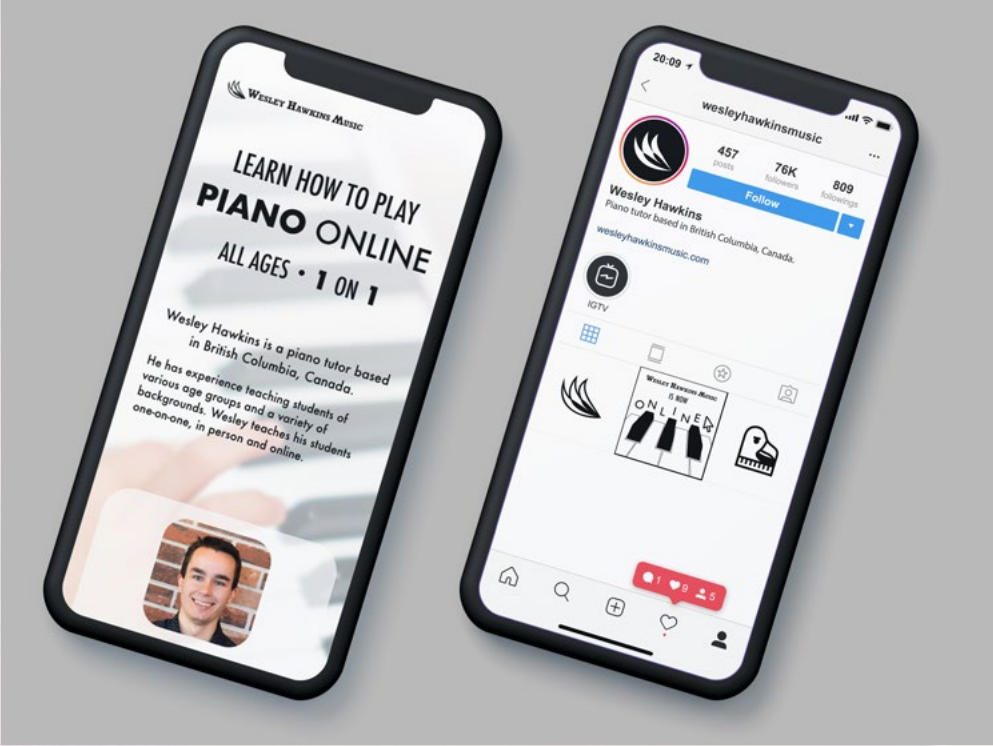 WESLEY HAWKINS MUSIC
LEARN HOW TO PLAY
PIANO ONLINE
ALL AGES • 1 ON 1
Wesley Hawkins is a piano tutor based
in British Columbia, Canada.
He has experience teaching students of
various age groups and a variety of
backgrounds. Wesley teaches his students
one-on-one, in person and online.
20:09
wesleyhawkinsmusic
...
457
posts
76K
followers
809
followings
Follow
Wesley Hawkins
Piano tutor based in British Columbia, Canada.
wesleyhawkinsmusic.com
IGTV
WESLEY HAWKINS MUSIC
IS NOW
ONLINE
1 9 5